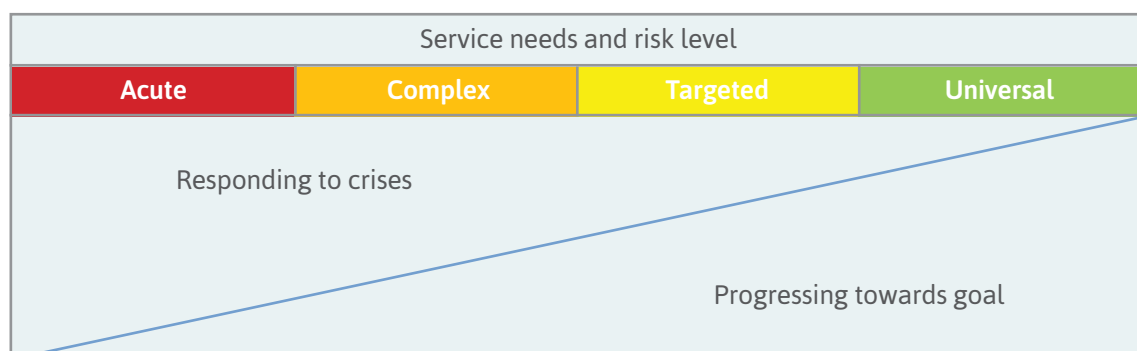 Service needs and risk level
Acute Complex Targeted Universal
Responding to crises
Progressing towards goal